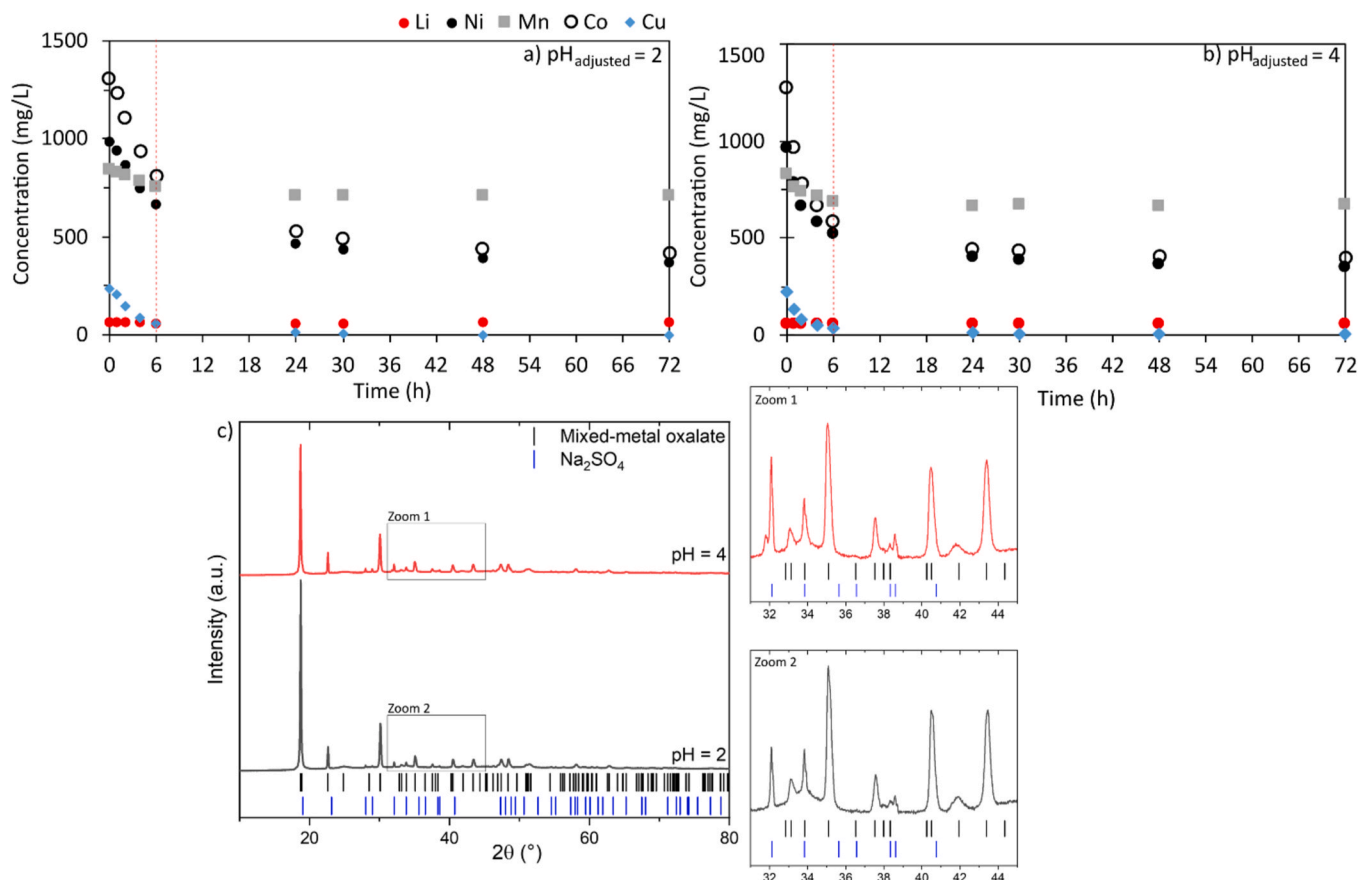 Li Ni Mn Co Cu
a) pHadjusted = 2
Concentration (mg/L)
1500
1000
500
0
0 6 12 18 24 30 36 42 48 54 60 66 72
Time (h)
b) pHadjusted = 4
Concentration (mg/L)
1500
1000
500
0
0 6 12 18 24 30 36 42 48 54 60 66 72
Time (h)
c)
Mixed-metal oxalate
Na2SO4
Zoom 1
pH = 4
Zoom 2
pH = 2
Intensity (a.u.)
20 40 60 80
2θ (°)
Zoom 1
32 34 36 38 40 42 44
Zoom 2
32 34 36 38 40 42 44